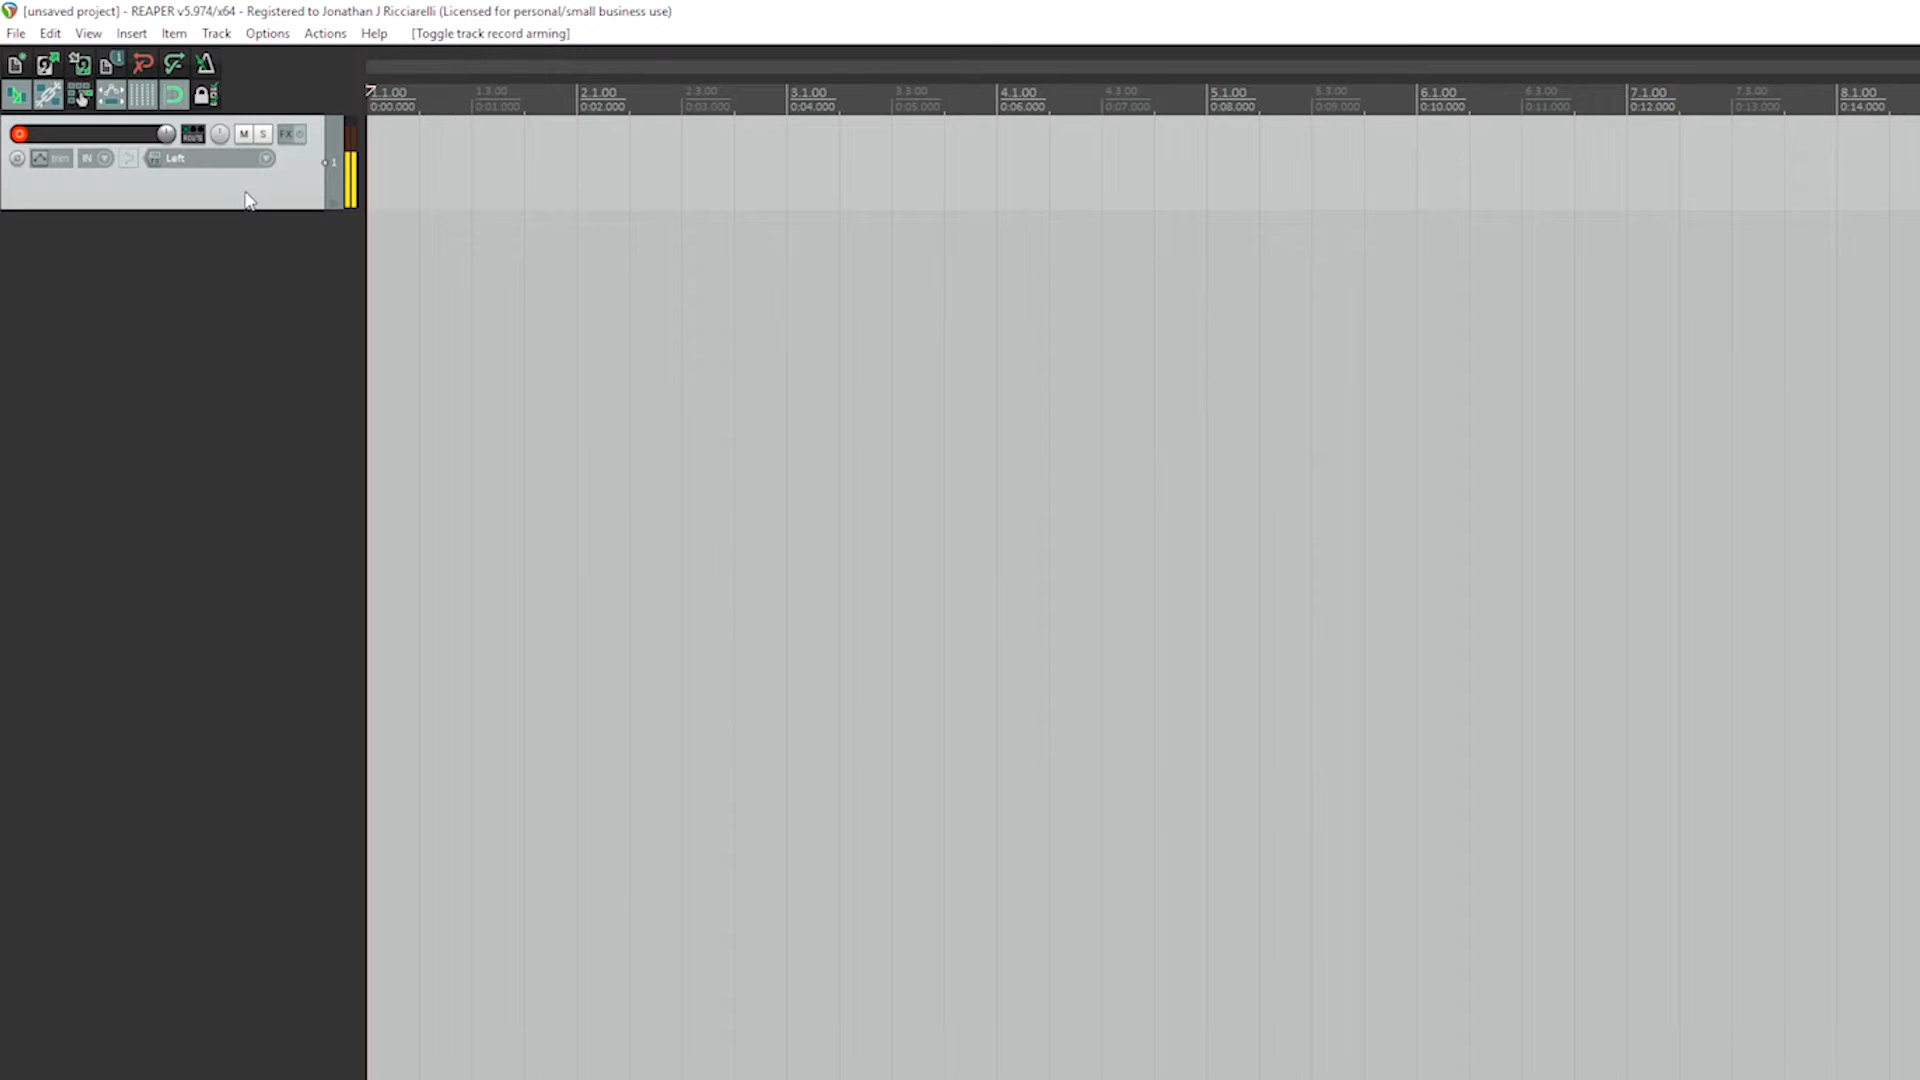 [unsaved project] - REAPER v5.974/x64 - Registered to Jonathan J Ricciarelli (Licensed for personal/small business use)
File Edit View Insert Item Track Options Actions Help [Toggle track record arming]
1.1.00 1.3.00 2.1.00 2.3.00 3.1.00 3.3.00 4.1.00 4.3.00 5.1.00 5.3.00 6.1.00 6.3.00 7.1.00 7.3.00 8.1.00
0:00.000 0:01.000 0:02.000 0:03.000 0:04.000 0:05.000 0:06.000 0:07.000 0:08.000 0:09.000 0:10.000 0:11.000 0:12.000 0:13.000 0:14.000
ROUTE M S FX
trim IN Left 1